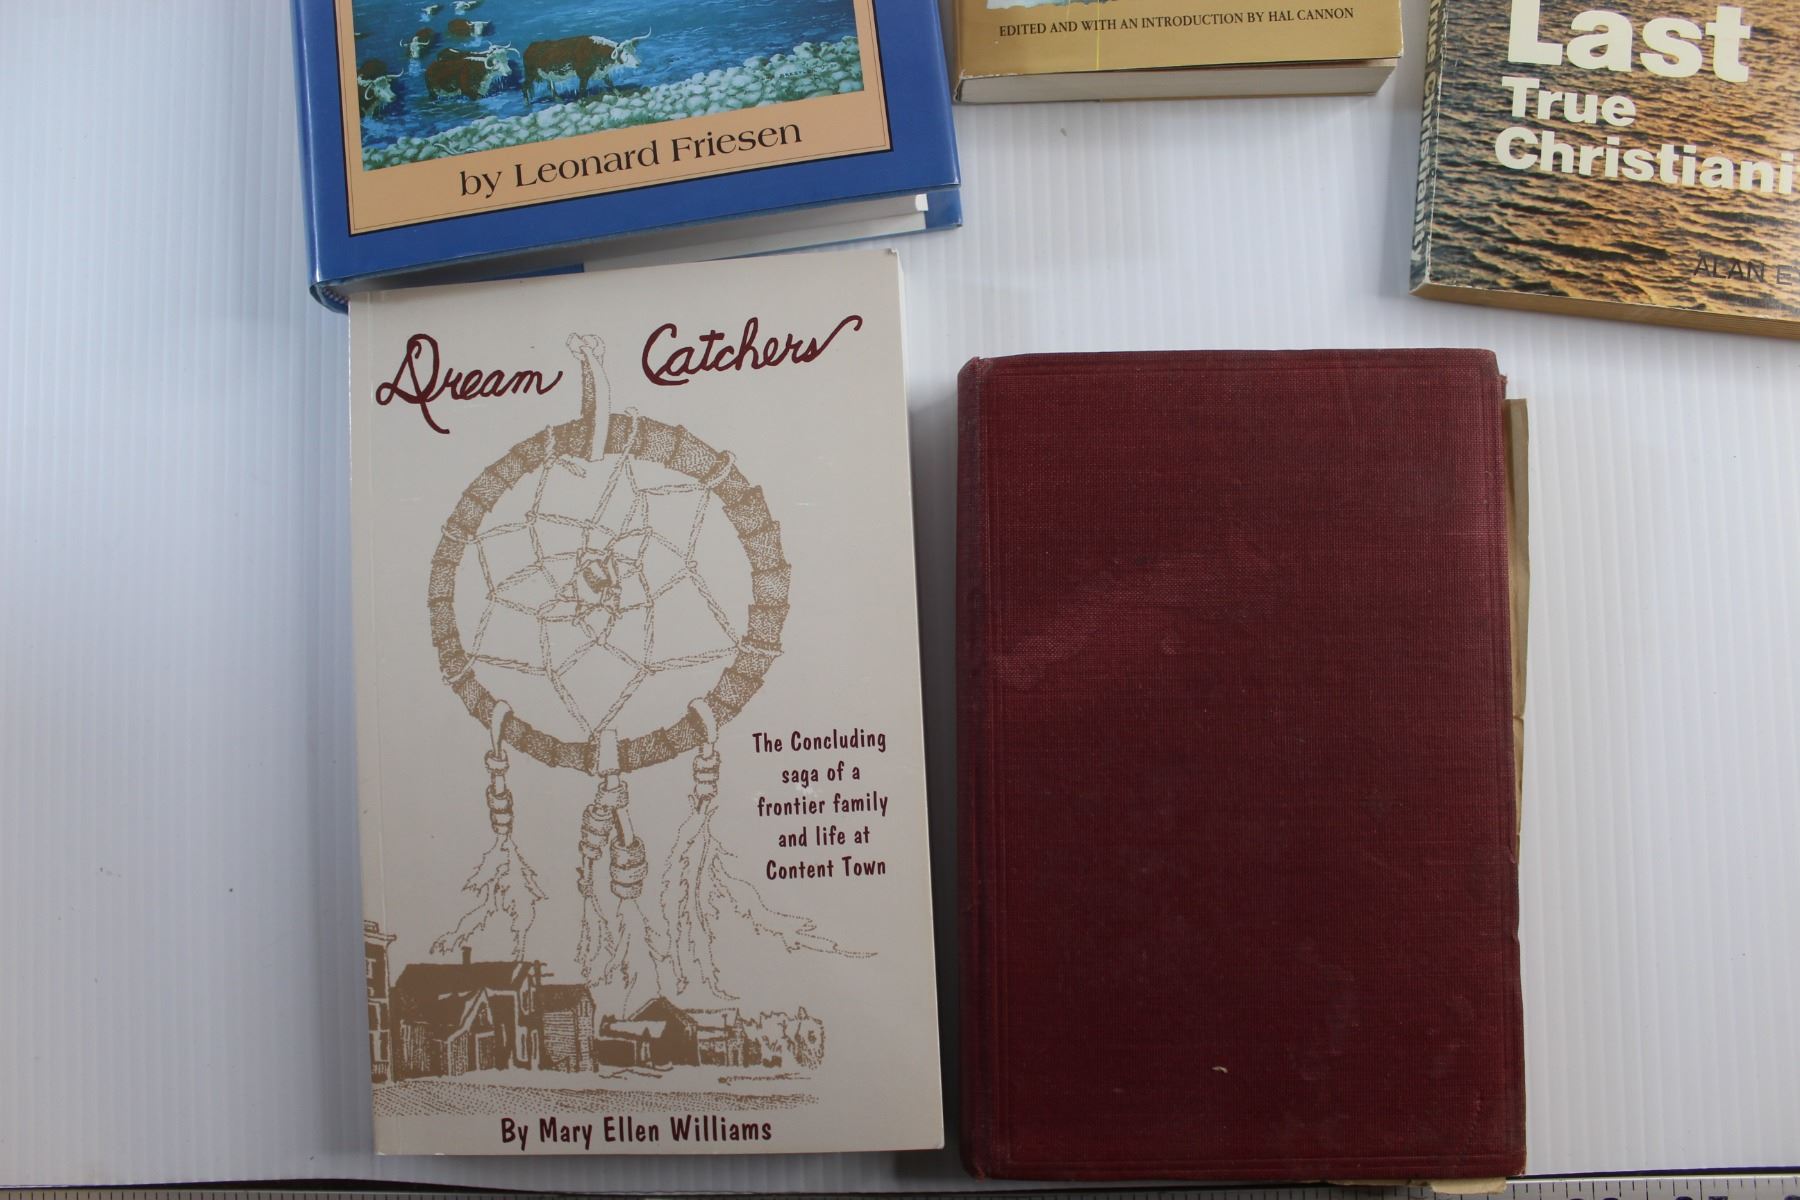 by Leonard Friesen
EDITED AND WITH AN INTRODUCTION BY HAL CANNON
Last
True
Christiani
ALAN E
Dream Catchers
The Concluding
saga of a
frontier family
and life at
Content Town
By Mary Ellen Williams